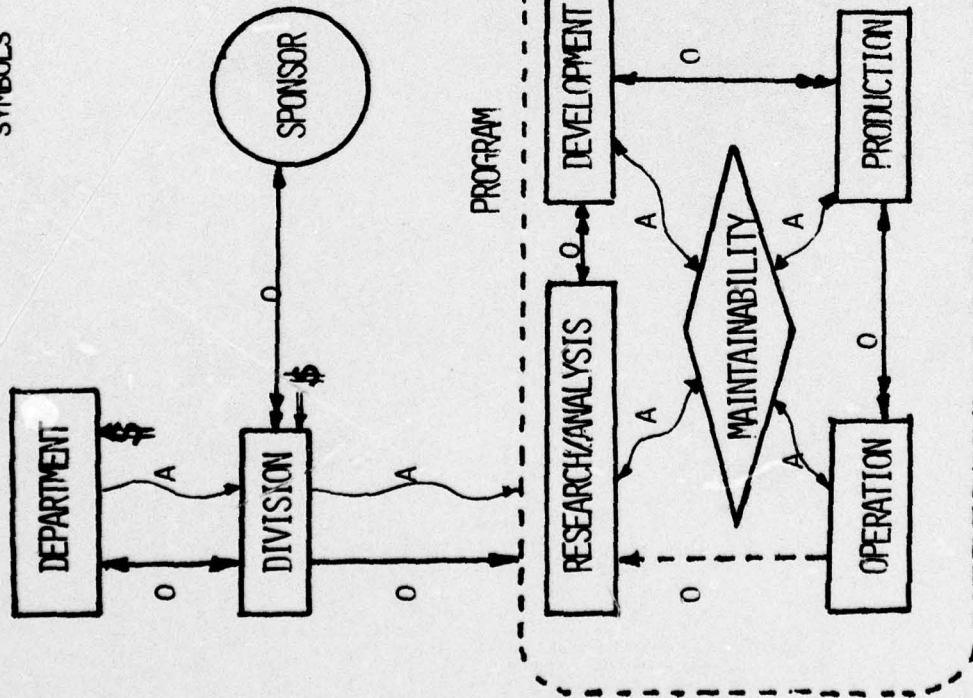 SYMBOLS
DEPARTMENT
$
O
A
DIVISION
O
SPONSOR
$
O
A
PROGRAM
RESEARCH/ANALYSIS
O
DEVELOPMENT
A
A
O
O
MAINTAINABILITY
A
A
OPERATION
O
PRODUCTION